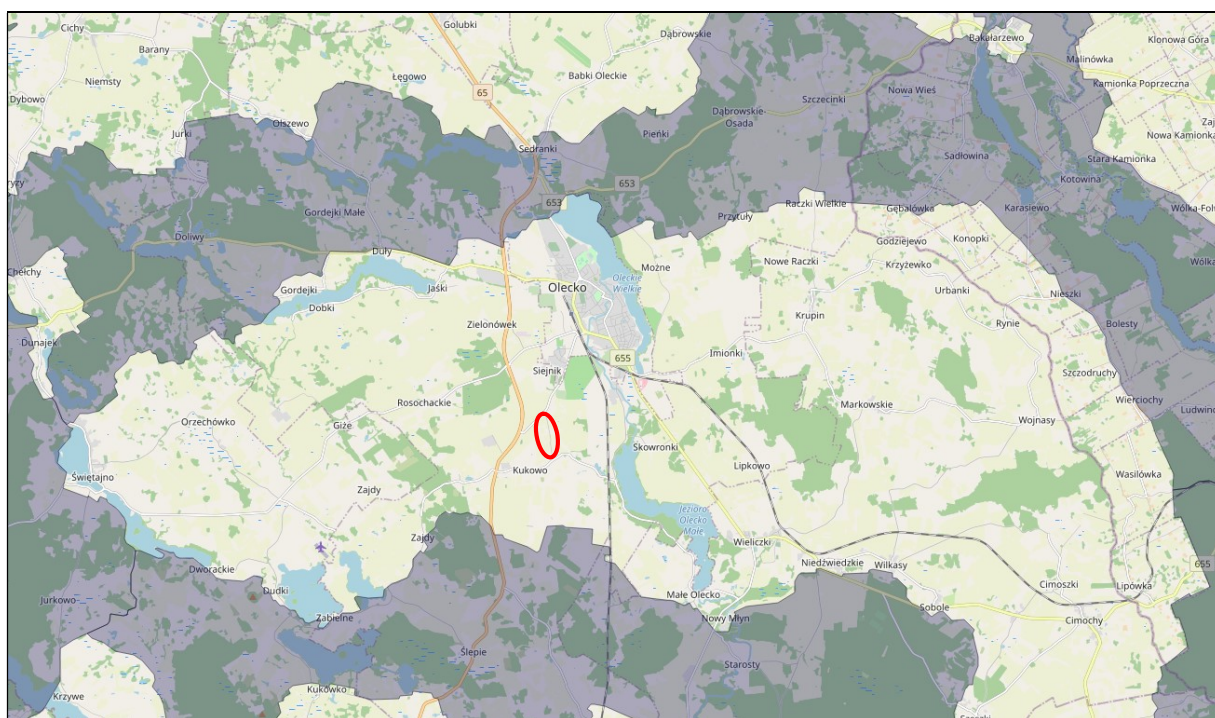 Cichy
Golubki
Dąbrowskie
Bakałarzewo
Klonowa Góra
Barany
Malinówka
Niemsty
Łęgowo
65
Babki Oleckie
Kamionka Poprzeczna
Dybowo
Nowa Wieś
Szczecinki
Dąbrowskie-
Osada
Jurki
Olszewo
Pieńki
Nowa Kamionka
Sedranki
Sadłowina
Stara Kamionka
Kotowina
653
653
Gordejki Małe
Przytuły
Raczki Wielkie
Gębalówka
Karasiewo
Doliwy
Godziejewo
Konopki
Duły
Możne
Nowe Raczki
Krzyżewko
Chełchy
Gordejki
Jaśki
Olecko
Oleckie
Wielkie
Urbanki
Nieszki
Dobki
Krupin
Rynie
Bolesty
Zielonówek
Dunajek
655
Imionki
Siejnik
Szczodruchy
Rosochackie
Markowskie
Wierciochy
Orzechówko
Giże
Wojnasy
Skowronki
Lipkowo
Kukowo
Wasilówka
Świętajno
Zajdy
Jezioro
Olecko
Małe
Zajdy
Wieliczki
Niedźwiedzkie
Wilkasy
655
Dworackie
Dudki
Małe Olecko
Cimoszki
Lipówka
Jurkowo
Sobole
Zabielne
Nowy Młyn
Cimochy
Ślepie
Starosty
Kukówko
Krzywe